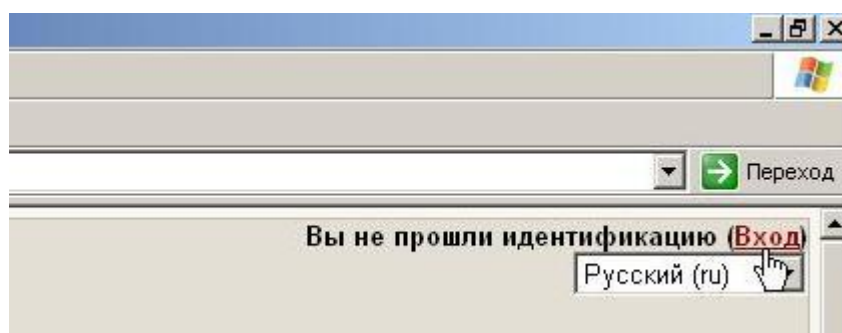 Переход
Вы не прошли идентификацию (Вход)
Русский (ru)